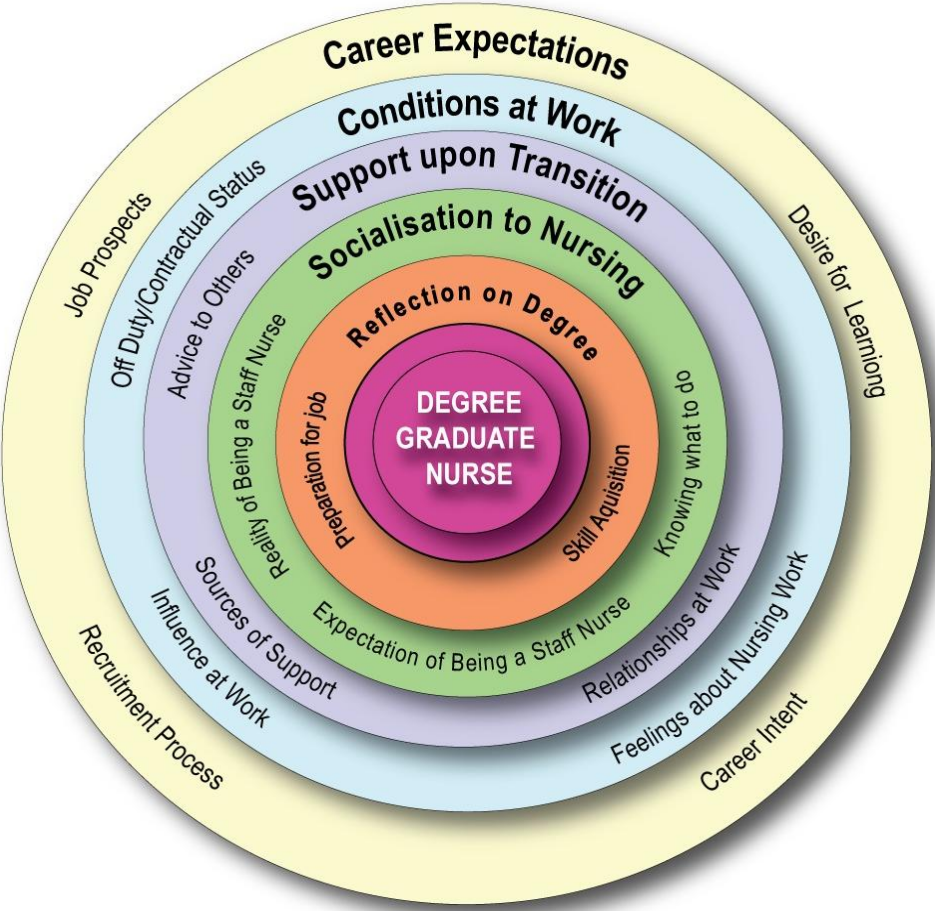 Career Expectations
Job Prospects
Desire for Learniong
Recruitment Process
Career Intent
Conditions at Work
Off Duty/Contractual Status
Influence at Work
Feelings about Nursing Work
Support upon Transition
Advice to Others
Sources of Support
Relationships at Work
Socialisation to Nursing
Reality of Being a Staff Nurse
Knowing what to do
Expectation of Being a Staff Nurse
Reflection on Degree
Preparation for job
Skill Aquisition
DEGREE
GRADUATE
NURSE